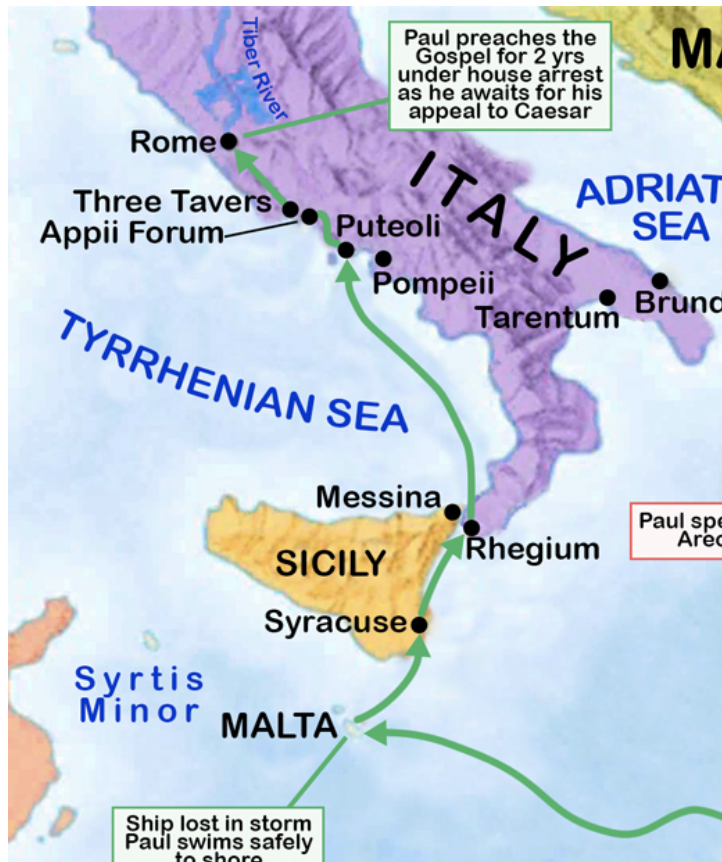 Tiber River
Paul preaches the
Gospel for 2 yrs
under house arrest
as he awaits for his
appeal to Caesar
MA
Rome
ITALY
ADRIAT
SEA
Three Tavers
Appii Forum
Puteoli
Pompeii
Tarentum
Brund
TYRRHENIAN SEA
Messina
Rhegium
Paul spe
Areo
SICILY
Syracuse
Syrtis
Minor
MALTA
Ship lost in storm
Paul swims safely
to shore